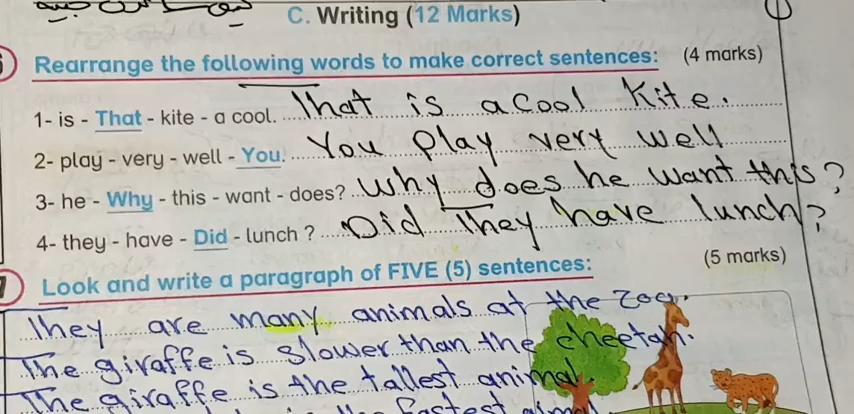 C. Writing (12 Marks)
Rearrange the following words to make correct sentences: (4 marks)
1- is - That - kite - a cool. That is a cool kite.
2- play - very - well - You. You play very well
3- he - Why - this - want - does? Why does he want this?
4- they - have - Did - lunch ? Did They have lunch?
Look and write a paragraph of FIVE (5) sentences: (5 marks)
They are many animals at the zoo.
The giraffe is slower than the cheetah.
The giraffe is the tallest animal.
the fastest